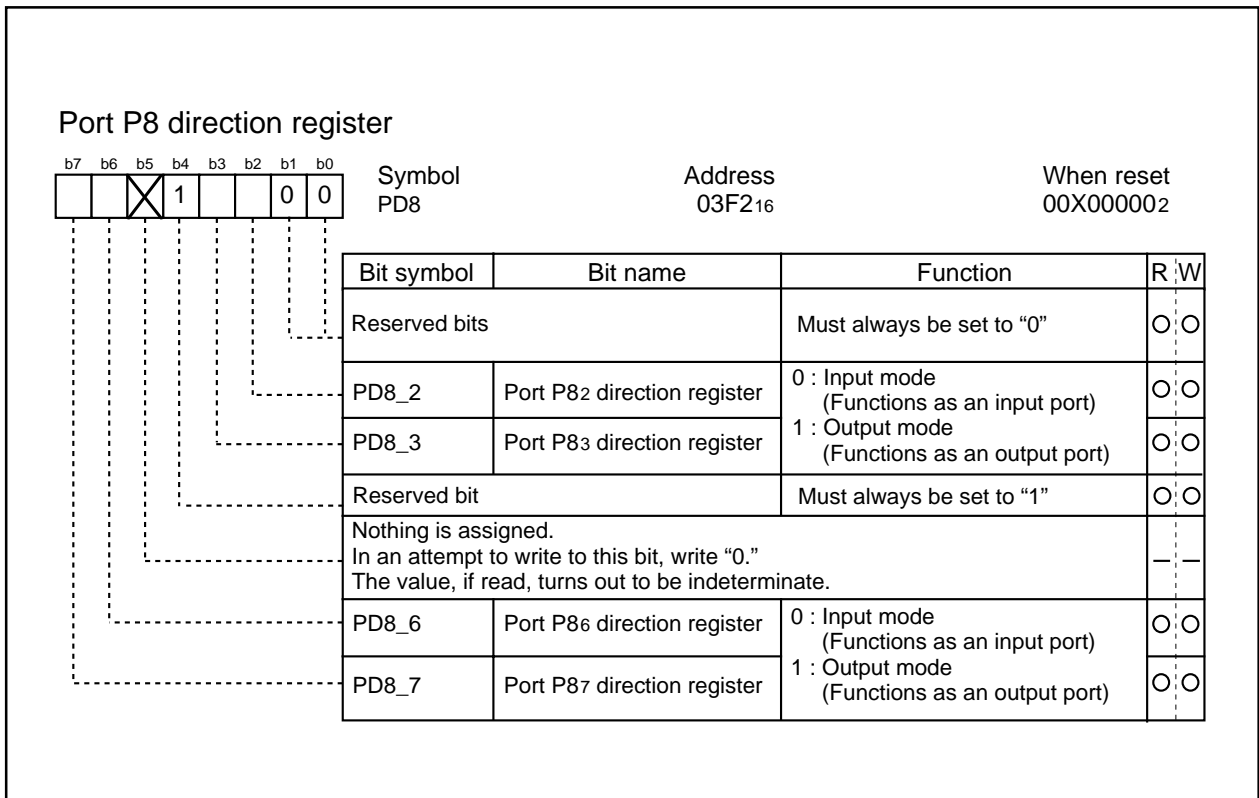 Port P8 direction register
b7 b6 b5 b4 b3 b2 b1 b0
1 0 0
Symbol Address When reset
PD8 03F216 00X000002
Bit symbol Bit name Function R W
Reserved bits Must always be set to “0”
PD8_2 Port P82 direction register 0 : Input mode
(Functions as an input port)
PD8_3 Port P83 direction register 1 : Output mode
(Functions as an output port)
Reserved bit Must always be set to “1”
Nothing is assigned.
In an attempt to write to this bit, write “0.”
The value, if read, turns out to be indeterminate.
PD8_6 Port P86 direction register 0 : Input mode
(Functions as an input port)
PD8_7 Port P87 direction register 1 : Output mode
(Functions as an output port)